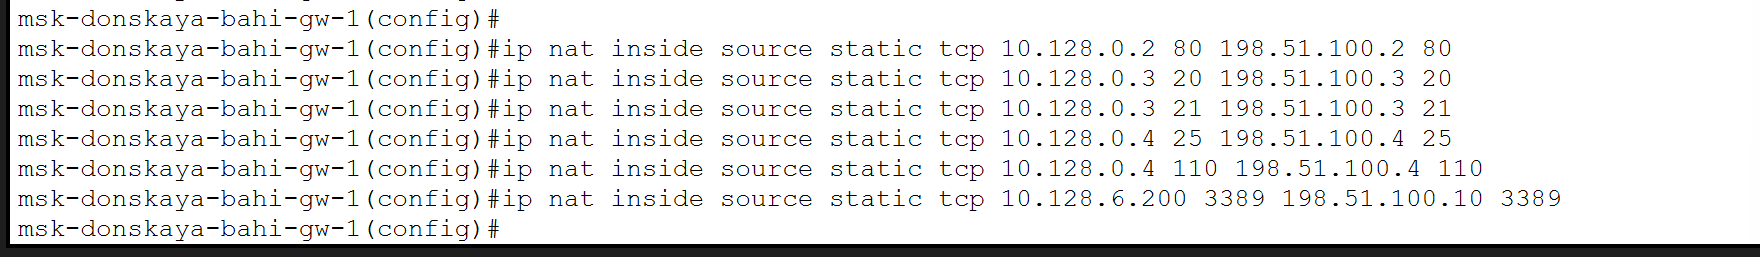 msk-donskaya-bahi-gw-1(config)#
msk-donskaya-bahi-gw-1(config)#ip nat inside source static tcp 10.128.0.2 80 198.51.100.2 80
msk-donskaya-bahi-gw-1(config)#ip nat inside source static tcp 10.128.0.3 20 198.51.100.3 20
msk-donskaya-bahi-gw-1(config)#ip nat inside source static tcp 10.128.0.3 21 198.51.100.3 21
msk-donskaya-bahi-gw-1(config)#ip nat inside source static tcp 10.128.0.4 25 198.51.100.4 25
msk-donskaya-bahi-gw-1(config)#ip nat inside source static tcp 10.128.0.4 110 198.51.100.4 110
msk-donskaya-bahi-gw-1(config)#ip nat inside source static tcp 10.128.6.200 3389 198.51.100.10 3389
msk-donskaya-bahi-gw-1(config)#